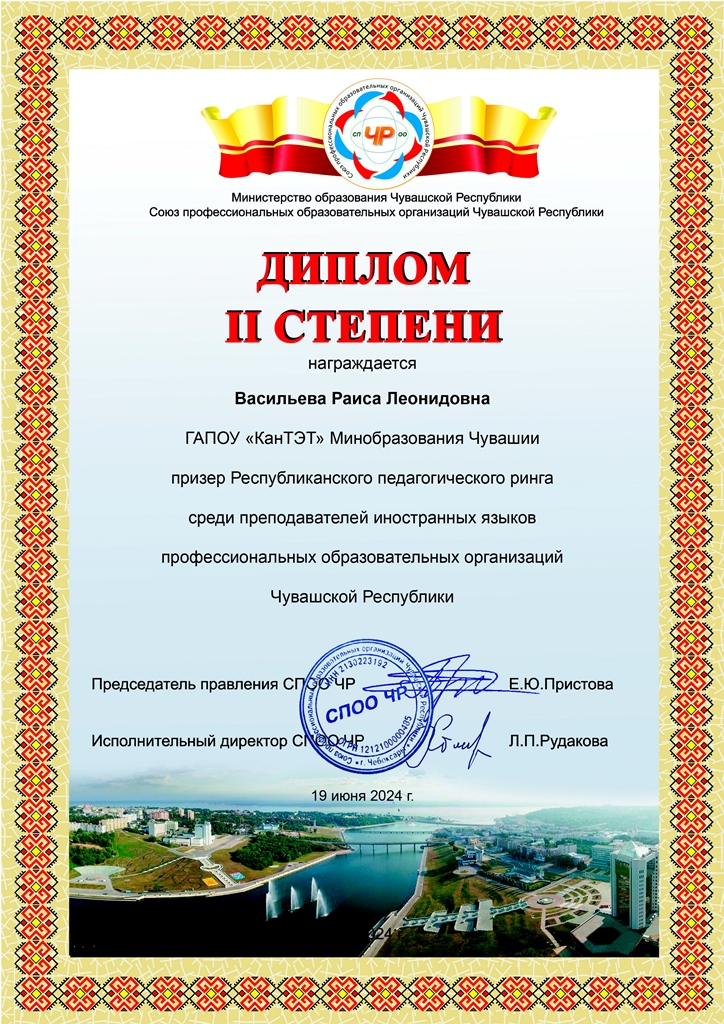 Союз профессиональных образовательных организаций Чувашской Республики
СП ЧР ОО
Министерство образования Чувашской Республики
Союз профессиональных образовательных организаций Чувашской Республики
ДИПЛОМ
II СТЕПЕНИ
награждается
Васильева Раиса Леонидовна
ГАПОУ «КанТЭТ» Минобразования Чувашии
призер Республиканского педагогического ринга
среди преподавателей иностранных языков
профессиональных образовательных организаций
Чувашской Республики
Председатель правления СПОО ЧР Е.Ю.Пристова
Исполнительный директор СПОО ЧР Л.П.Рудакова
Союз профессиональных образовательных организаций Чувашской Республики
ИНН 2130223192
СПОО ЧР
ОГРН 1212100000405
г. Чебоксары
19 июня 2024 г.